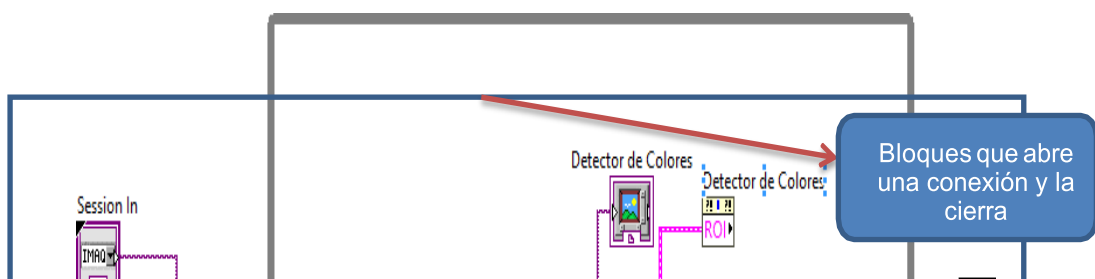 Detector de Colores
Detector de Colores
Bloques que abre
una conexión y la
cierra
Session In
ROI
IMAQ